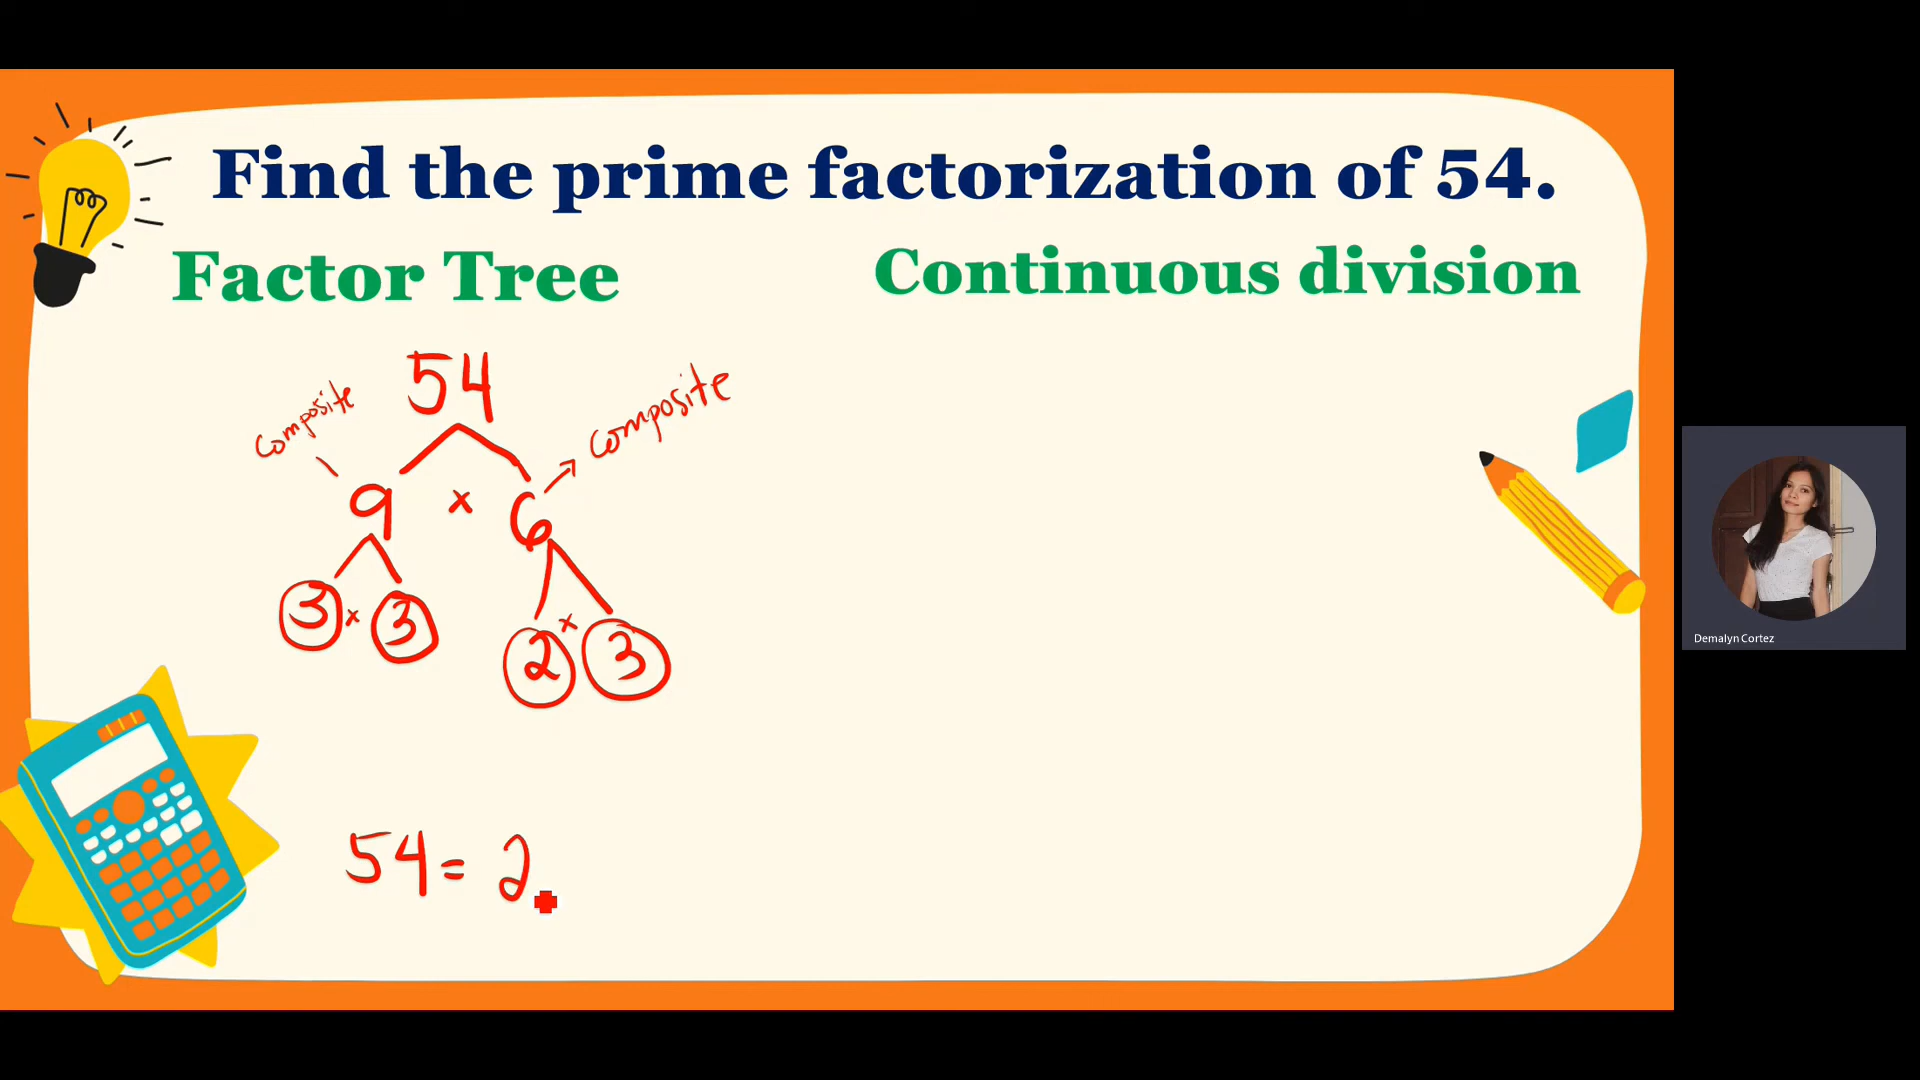 Find the prime factorization of 54.
Factor Tree
Continuous division
54
composite
composite
9 x 6
3 x 3
2 x 3
54 = 2
Demalyn Cortez